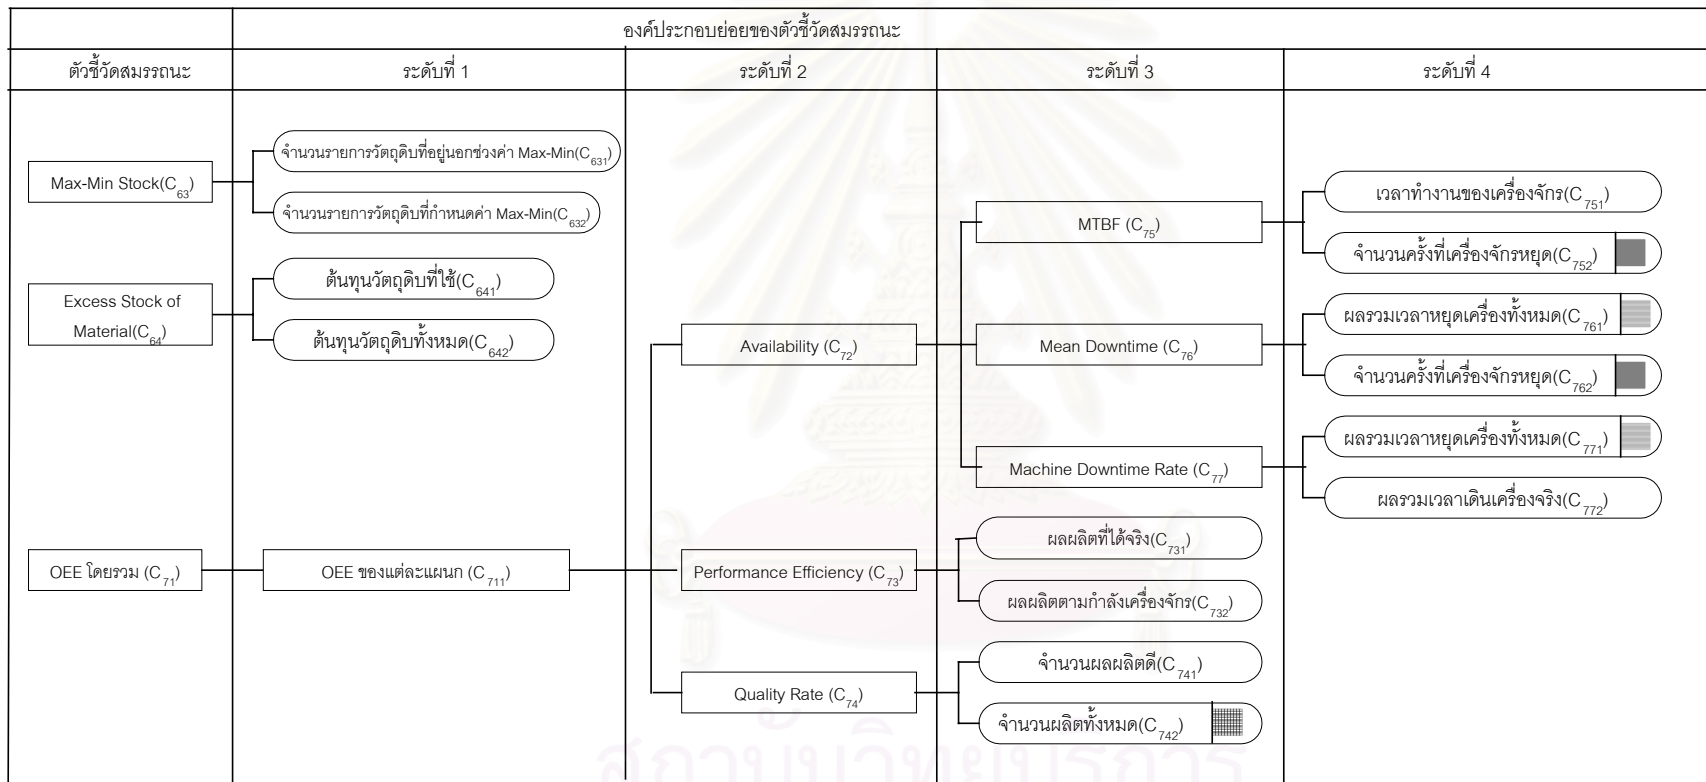 องค์ประกอบย่อยของตัวชี้วัดสมรรถนะ
ตัวชี้วัดสมรรถนะ
ระดับที่ 1
ระดับที่ 2
ระดับที่ 3
ระดับที่ 4
Max-Min Stock(C63)
จำนวนรายการวัตถุดิบที่อยู่นอกช่วงค่า Max-Min(C631)
จำนวนรายการวัตถุดิบที่กำหนดค่า Max-Min(C632)
Excess Stock of
Material(C64)
ต้นทุนวัตถุดิบที่ใช้(C641)
ต้นทุนวัตถุดิบทั้งหมด(C642)
OEE โดยรวม (C71)
OEE ของแต่ละแผนก (C711)
Availability (C72)
MTBF (C75)
เวลาทำงานของเครื่องจักร(C751)
จำนวนครั้งที่เครื่องจักรหยุด(C752)
Mean Downtime (C76)
ผลรวมเวลาหยุดเครื่องทั้งหมด(C761)
จำนวนครั้งที่เครื่องจักรหยุด(C762)
Machine Downtime Rate (C77)
ผลรวมเวลาหยุดเครื่องทั้งหมด(C771)
ผลรวมเวลาเดินเครื่องจริง(C772)
Performance Efficiency (C73)
ผลผลิตที่ได้จริง(C731)
ผลผลิตตามกำลังเครื่องจักร(C732)
Quality Rate (C74)
จำนวนผลผลิตดี(C741)
จำนวนผลิตทั้งหมด(C742)
สถาบันวิทยบริการ